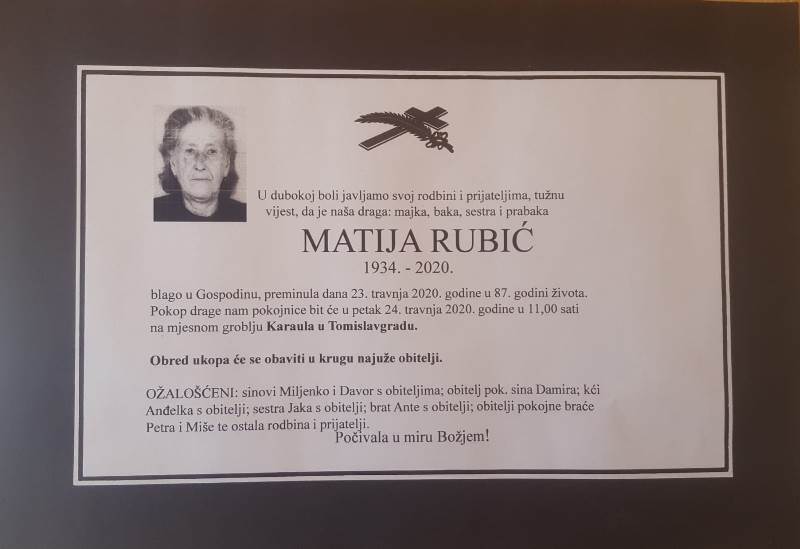 U dubokoj boli javljamo svoj rodbini i prijateljima, tužnu
vijest, da je naša draga: majka, baka, sestra i prabaka
MATIJA RUBIĆ
1934. - 2020.
blago u Gospodinu, preminula dana 23. travnja 2020. godine u 87. godini života.
Pokop drage nam pokojnice bit će u petak 24. travnja 2020. godine u 11,00 sati
na mjesnom groblju Karaula u Tomislavgradu.
Obred ukopa će se obaviti u krugu najuže obitelji.
OŽALOŠĆENI: sinovi Miljenko i Davor s obiteljima; obitelj pok. sina Damira; kći
Anđelka s obitelji; sestra Jaka s obitelji; brat Ante s obitelji; obitelji pokojne braće
Petra i Miše te ostala rodbina i prijatelji.
Počivala u miru Božjem!